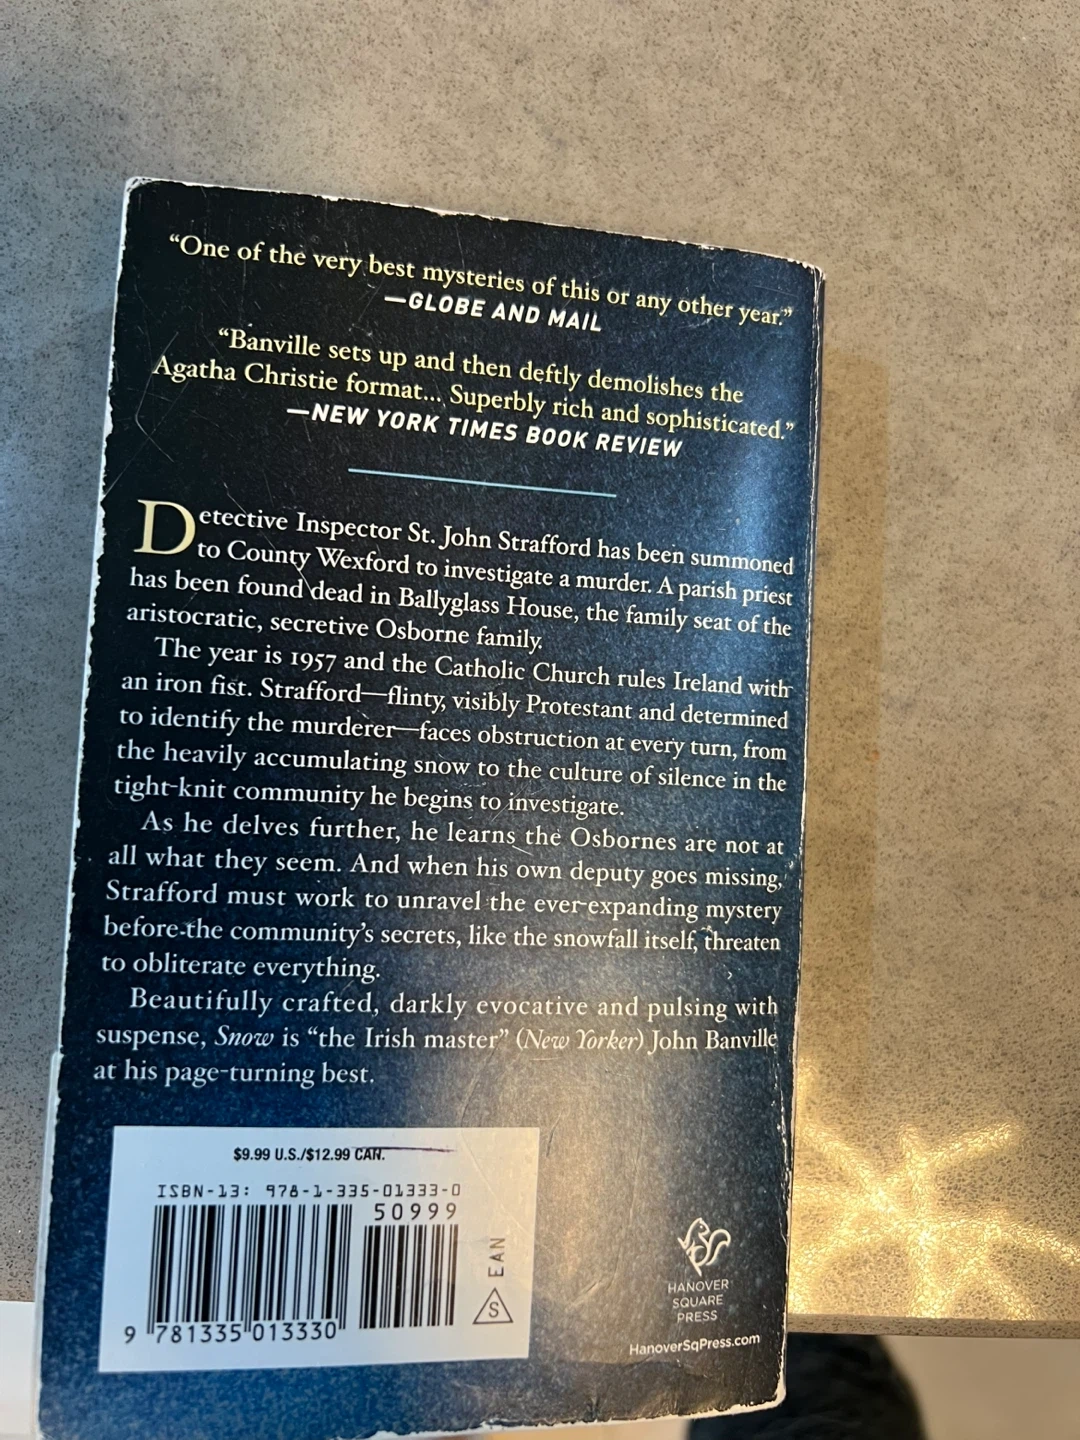 “One of the very best mysteries of this or any other year.”
—GLOBE AND MAIL
“Banville sets up and then deftly demolishes the
Agatha Christie format... Superbly rich and sophisticated.”
—NEW YORK TIMES BOOK REVIEW
Detective Inspector St. John Strafford has been summoned
to County Wexford to investigate a murder. A parish priest
has been found dead in Ballyglass House, the family seat of the
aristocratic, secretive Osborne family.
The year is 1957 and the Catholic Church rules Ireland with
an iron fist. Strafford—flinty, visibly Protestant and determined
to identify the murderer—faces obstruction at every turn, from
the heavily accumulating snow to the culture of silence in the
tight-knit community he begins to investigate.
As he delves further, he learns the Osbornes are not at
all what they seem. And when his own deputy goes missing,
Strafford must work to unravel the ever-expanding mystery
before the community’s secrets, like the snowfall itself, threaten
to obliterate everything.
Beautifully crafted, darkly evocative and pulsing with
suspense, Snow is “the Irish master” (New Yorker) John Banville
at his page-turning best.
$9.99 U.S./$12.99 CAN.
ISBN-13: 978-1-335-01333-0
50999
EAN
S
9 781335 013330
HANOVER
SQUARE
PRESS
HanoverSqPress.com